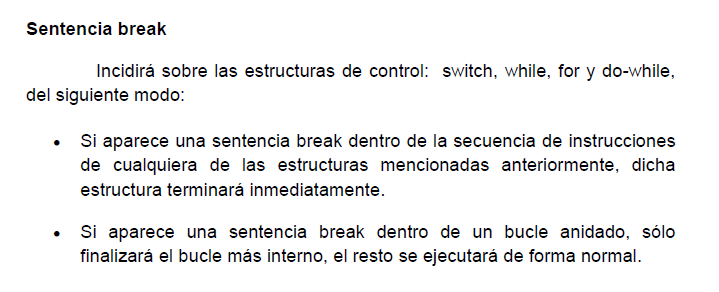 Sentencia break
Incidirá sobre las estructuras de control: switch, while, for y do-while,
del siguiente modo:
• Si aparece una sentencia break dentro de la secuencia de instrucciones
de cualquiera de las estructuras mencionadas anteriormente, dicha
estructura terminará inmediatamente.
• Si aparece una sentencia break dentro de un bucle anidado, sólo
finalizará el bucle más interno, el resto se ejecutará de forma normal.